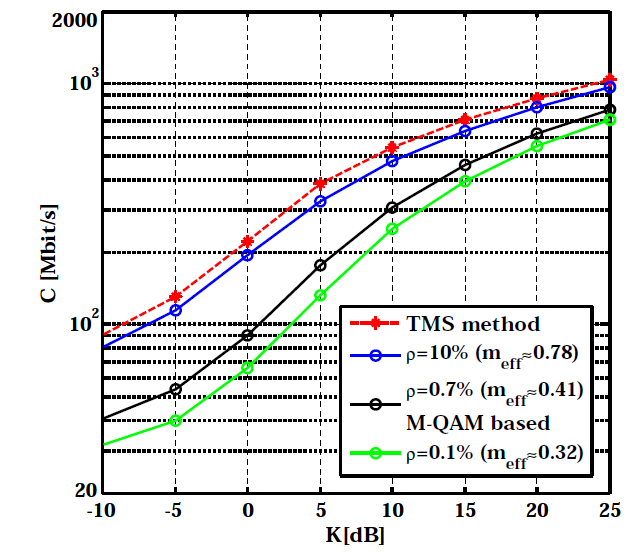 2000
10³
C [Mbit/s]
10²
20
TMS method
ρ=10% (m_eff≈0.78)
ρ=0.7% (m_eff≈0.41)
M-QAM based
ρ=0.1% (m_eff≈0.32)
-10 -5 0 5 10 15 20 25
K[dB]